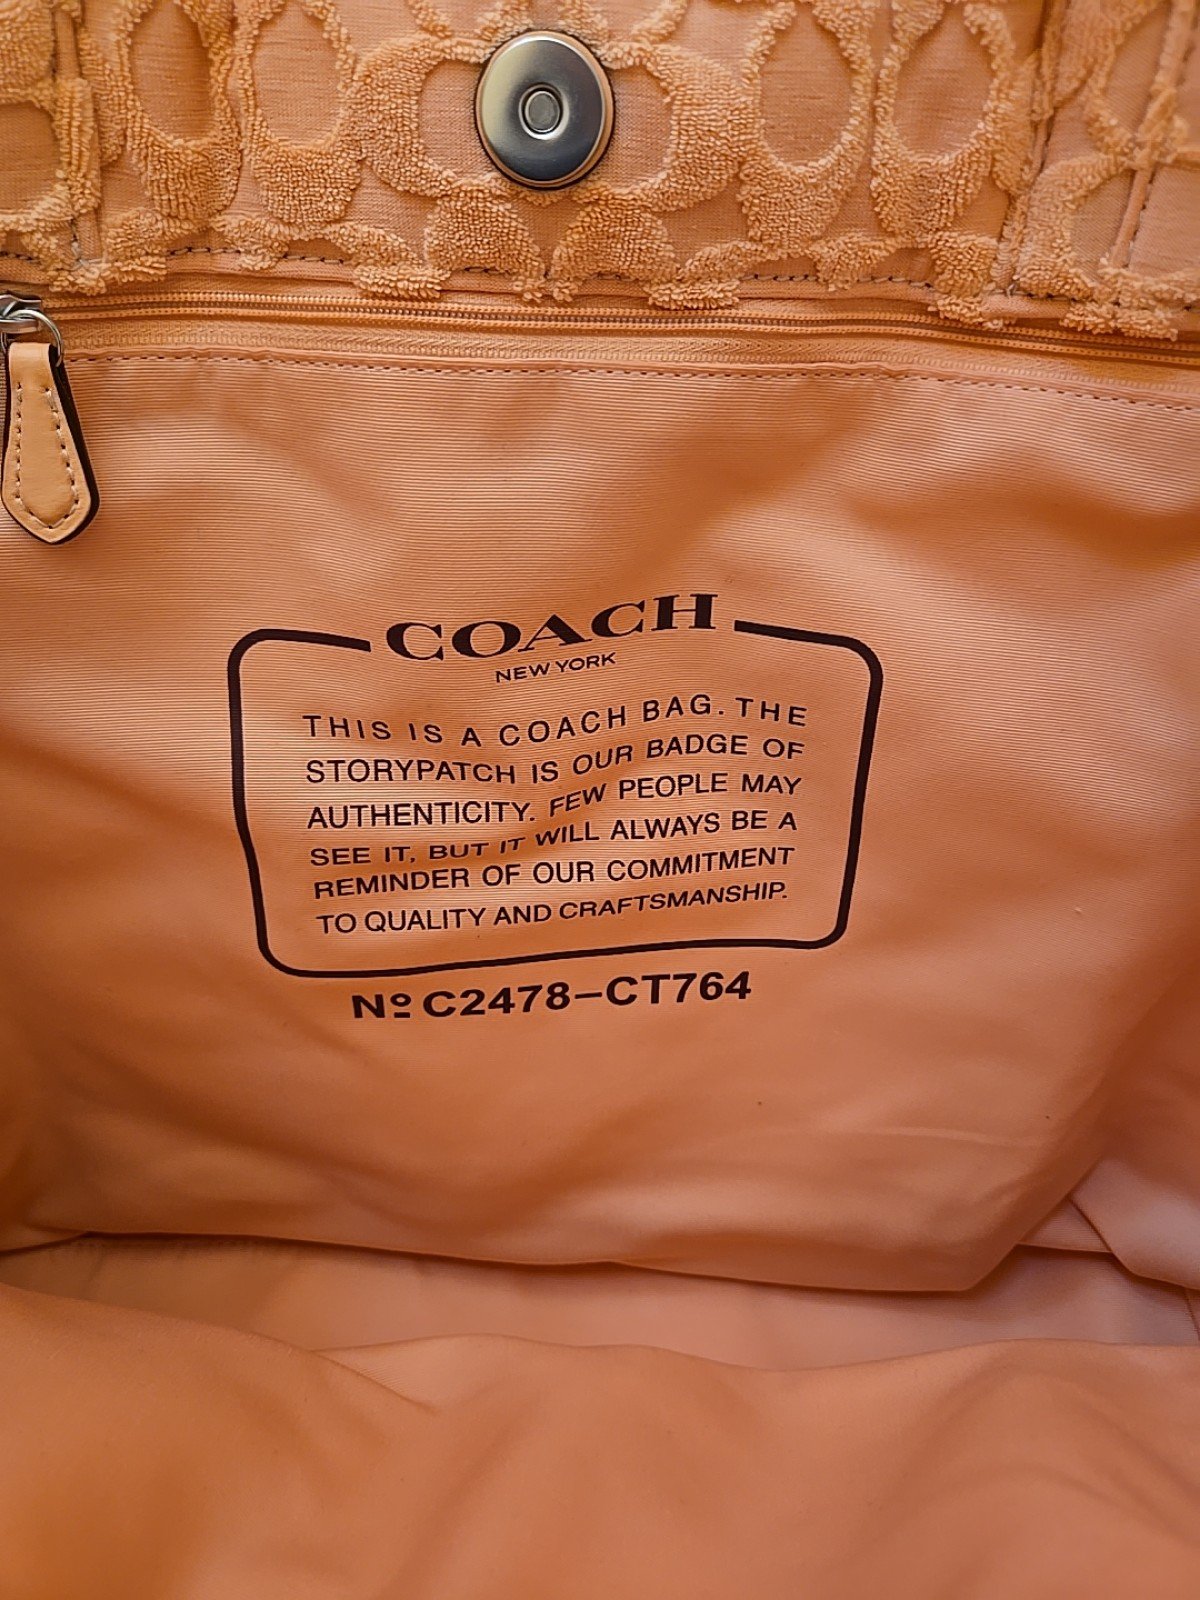 COACH
NEW YORK
THIS IS A COACH BAG. THE
STORYPATCH IS OUR BADGE OF
AUTHENTICITY. FEW PEOPLE MAY
SEE IT, BUT IT WILL ALWAYS BE A
REMINDER OF OUR COMMITMENT
TO QUALITY AND CRAFTSMANSHIP.
Nº C2478–CT764